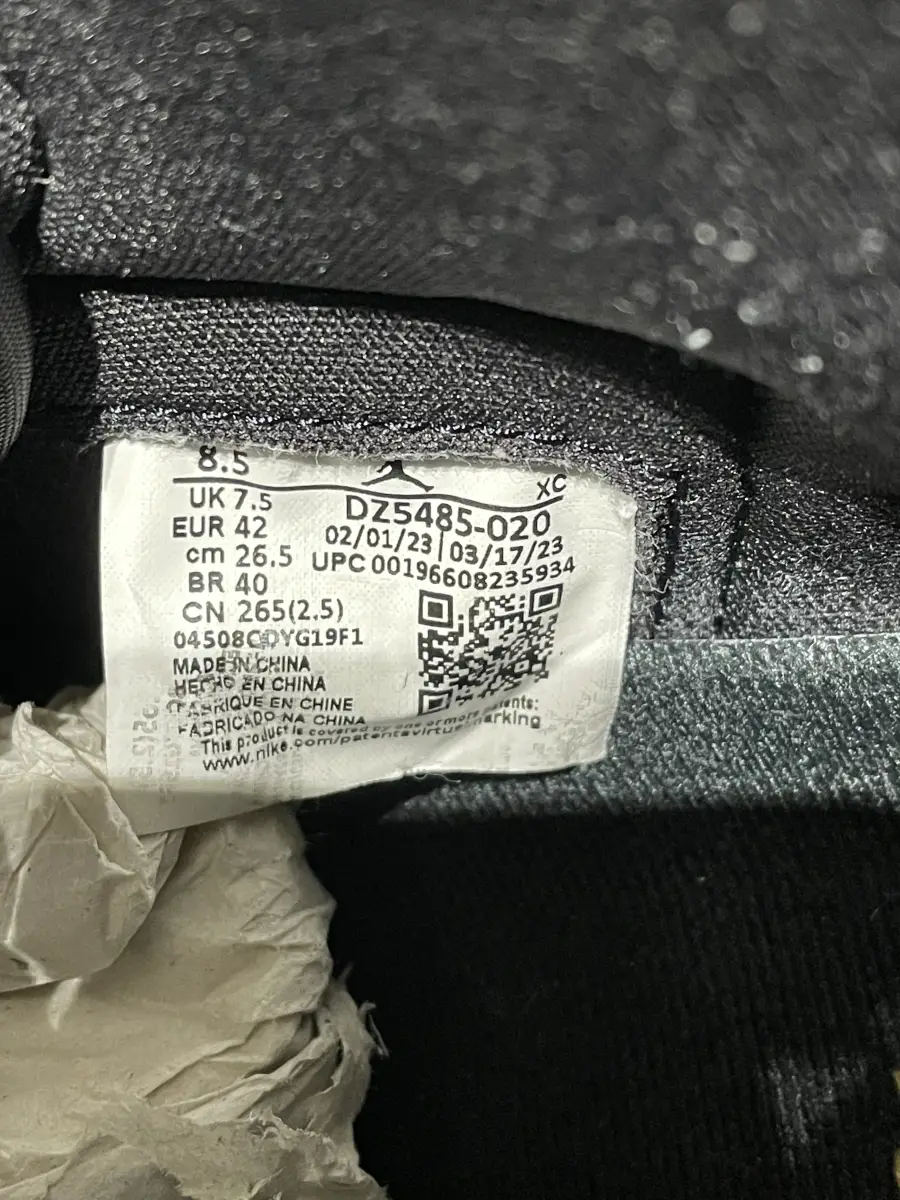 8.5
XC
UK 7.5
DZ5485-020
EUR 42
02/01/23 | 03/17/23
cm 26.5
UPC 00196608235934
BR 40
CN 265(2.5)
04508CDYG19F1
MADE IN CHINA
HECHO EN CHINA
FABRIQUE EN CHINE
FABRICADO NA CHINA
This product is covered by one or more patents:
www.nike.com/patentsvirtualmarking